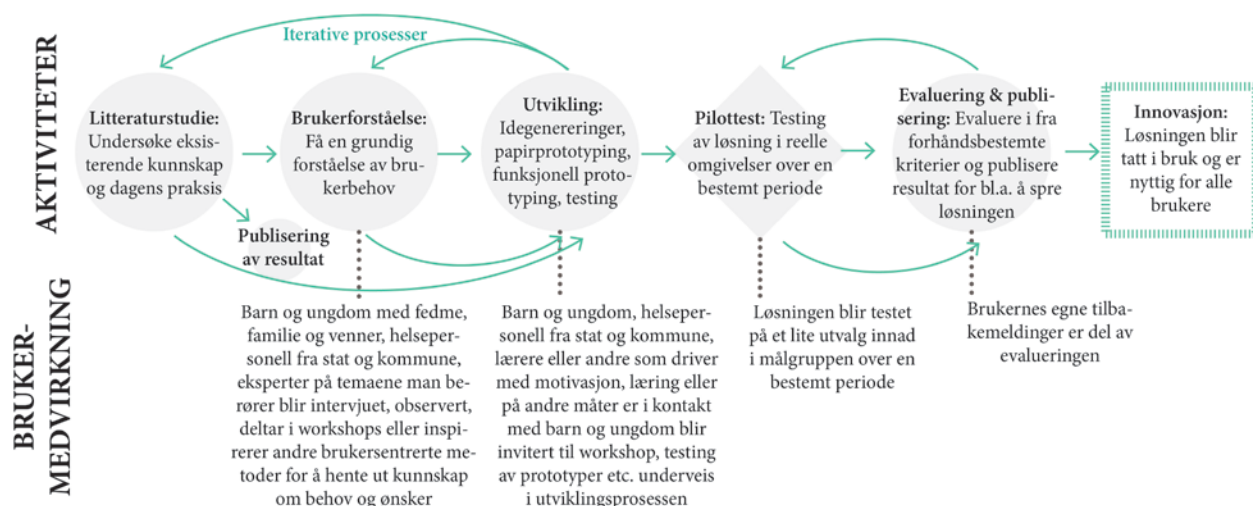 AKTIVITETER
Iterative prosesser
Litteraturstudie:
Undersøke eksis-
terende kunnskap
og dagens praksis
Publisering
av resultat
Brukerforståelse:
Få en grundig
forståelse av bru-
kerbehov
Utvikling:
Idegenereringer,
papirprototyping,
funksjonell proto-
typing, testing
Pilottest: Testing
av løsning i reelle
omgivelser over en
bestemt periode
Evaluering & publi-
sering: Evaluere i fra
forhåndsbestemte
kriterier og publisere
resultat for bl.a. å spre
løsningen
Innovasjon:
Løsningen blir
tatt i bruk og er
nyttig for alle
brukere
BRUKER-
MEDVIRKNING
Barn og ungdom med fedme,
familie og venner, helseper-
sonell fra stat og kommune,
eksperter på temaene man be-
rører blir intervjuet, observert,
deltar i workshops eller inspi-
rerer andre brukersentrerte me-
toder for å hente ut kunnskap
om behov og ønsker
Barn og ungdom, helseper-
sonell fra stat og kommune,
lærere eller andre som driver
med motivasjon, læring eller
på andre måter er i kontakt
med barn og ungdom blir
invitert til workshop, testing
av prototyper etc. underveis
i utviklingsprosessen
Løsningen blir testet
på et lite utvalg innad
i målgruppen over en
bestemt periode
Brukernes egne tilba-
kemeldinger er del av
evalueringen